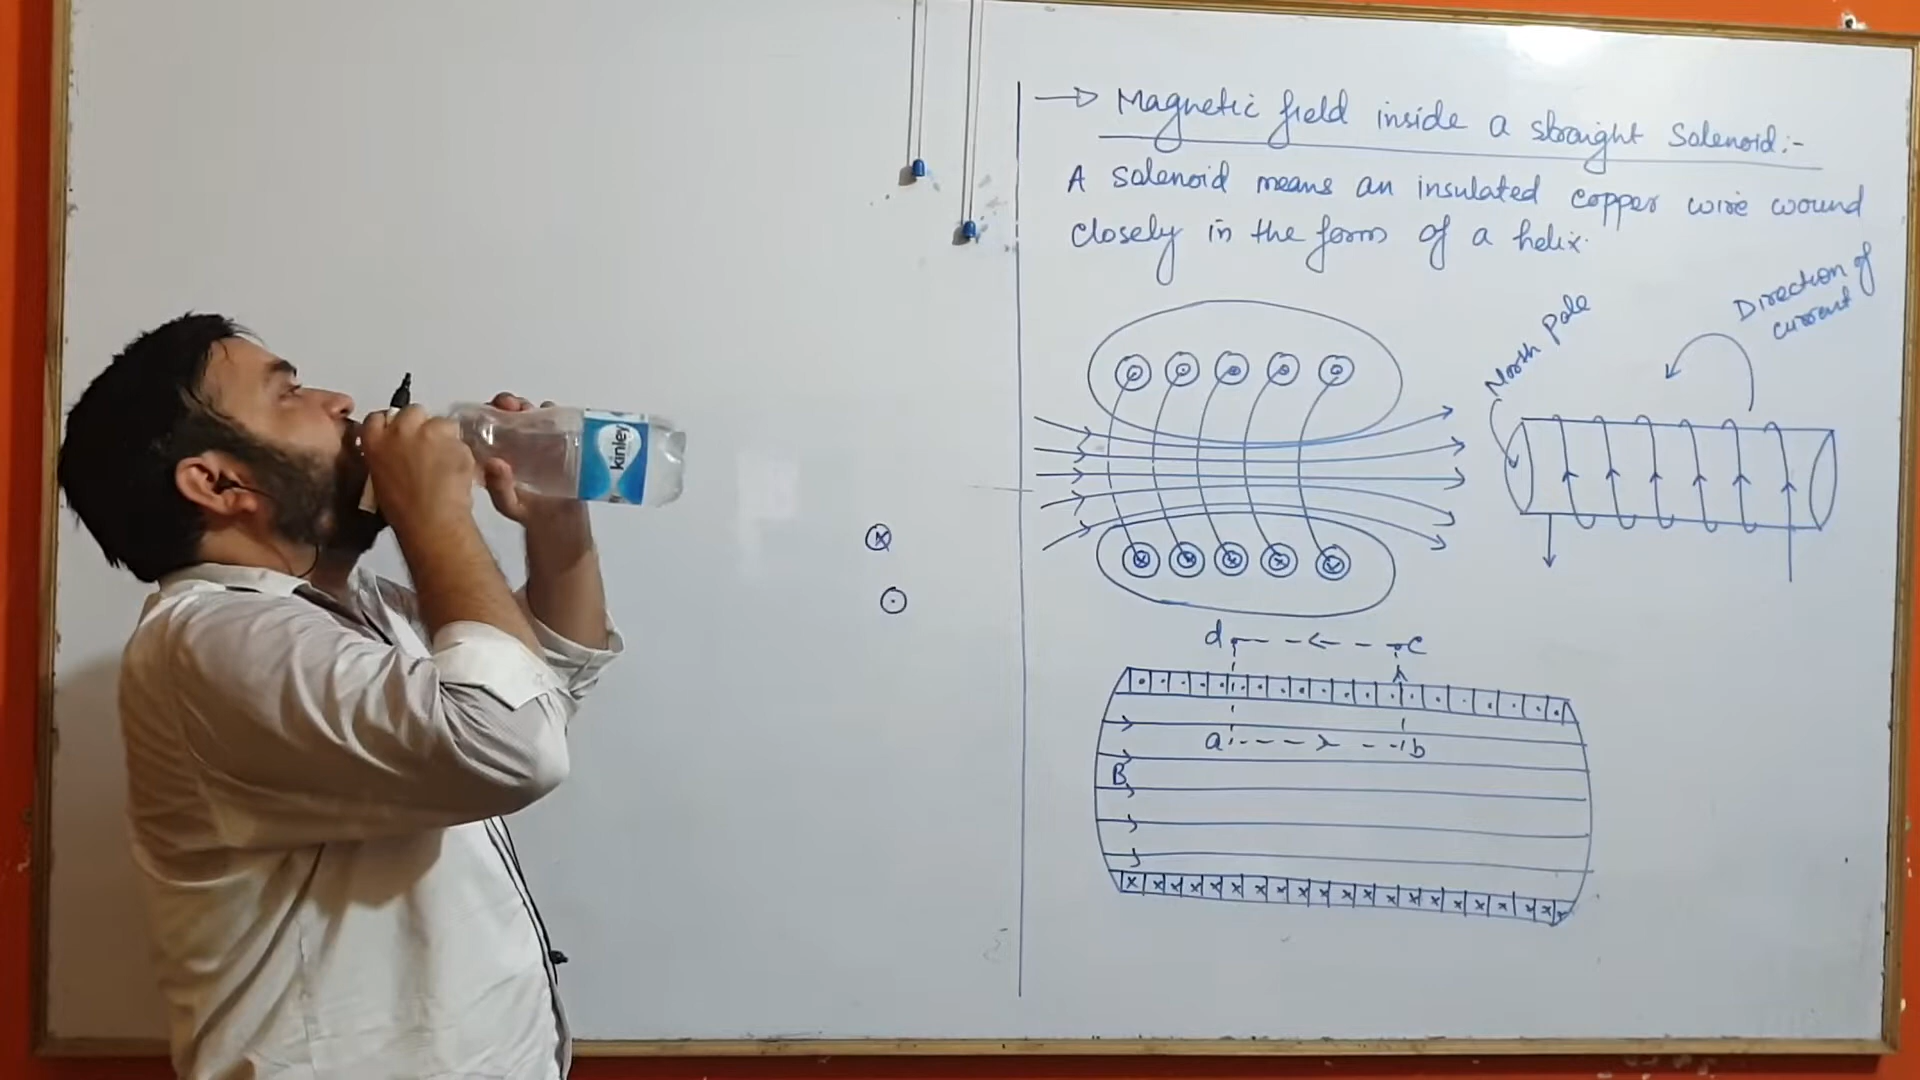 → Magnetic field inside a straight Solenoid:-
A solenoid means an insulated copper wire wound
closely in the form of a helix.
Direction of
current
North pole
kinley
d c
a b
B